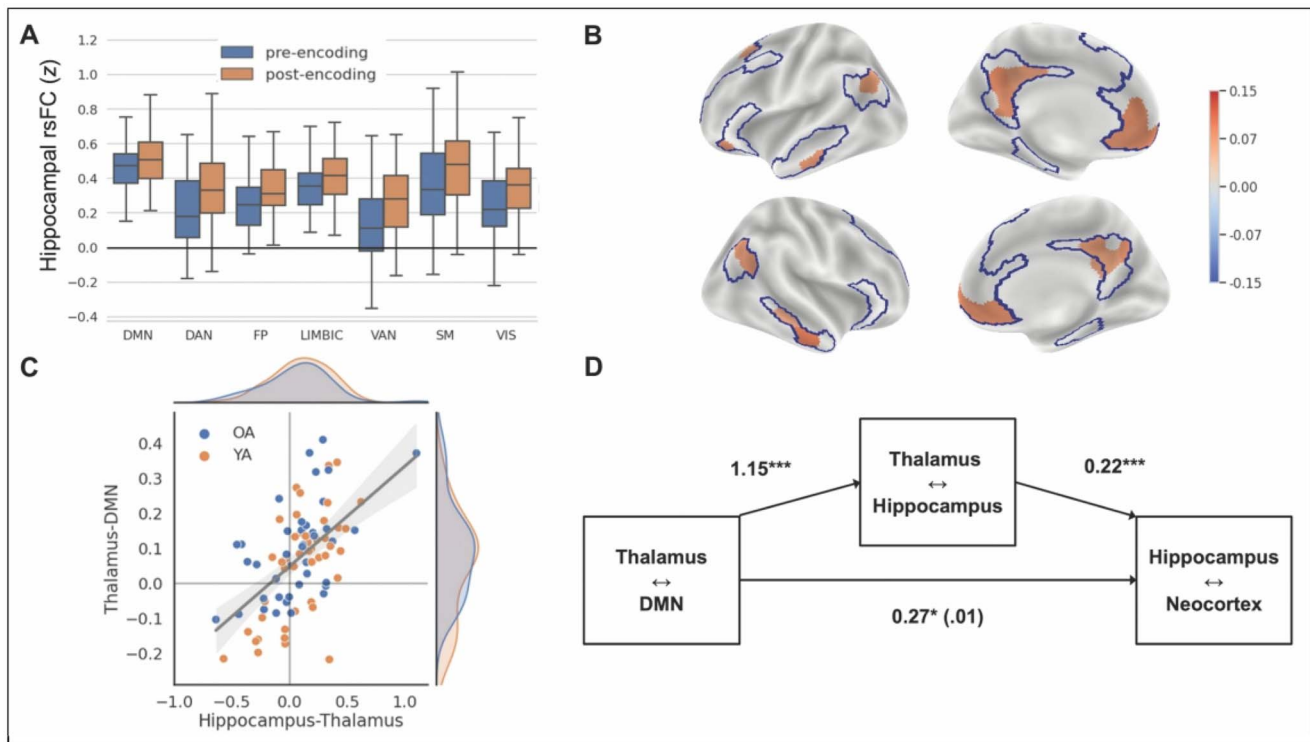 A
1.2
1.0
0.8
0.6
0.4
0.2
0.0
−0.2
−0.4
Hippocampal rsFC (z)
pre-encoding
post-encoding
DMN DAN FP LIMBIC VAN SM VIS
B
0.15
0.07
0.00
-0.07
-0.15
C
OA
YA
0.4
0.3
0.2
0.1
0.0
−0.1
−0.2
Thalamus-DMN
−1.0 −0.5 0.0 0.5 1.0
Hippocampus-Thalamus
D
Thalamus
↔
DMN
1.15***
Thalamus
↔
Hippocampus
0.22***
Hippocampus
↔
Neocortex
0.27* (.01)